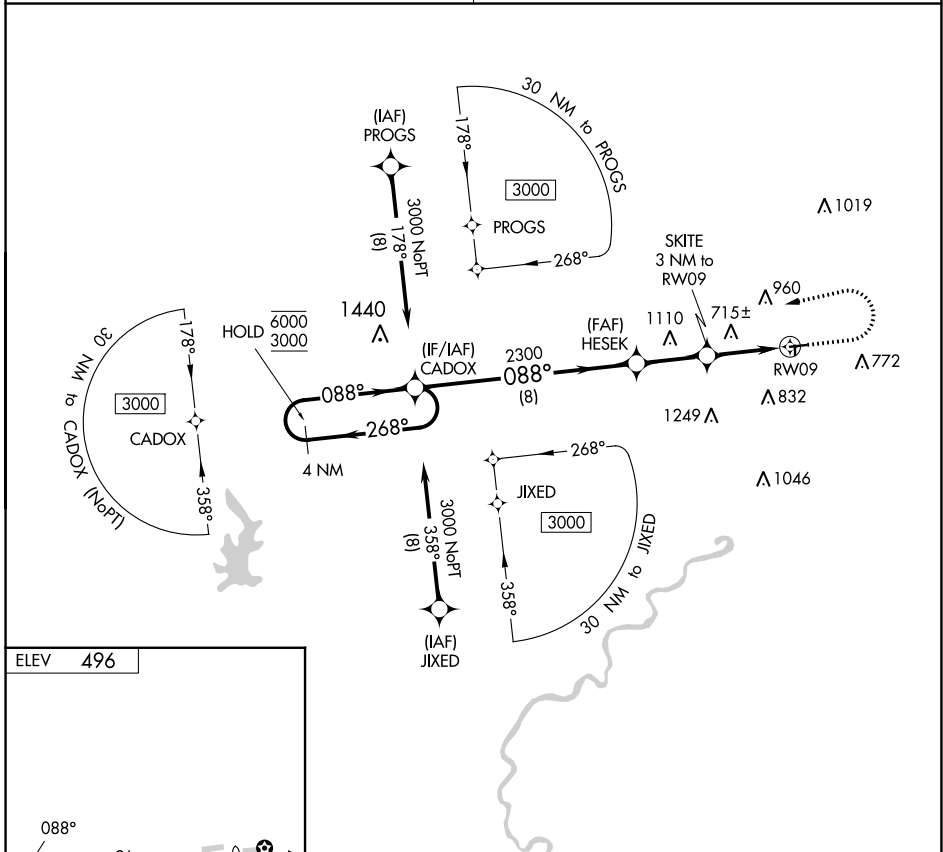 (IAF)
PROGS
30 NM to PROGS
178°
3000
PROGS
268°
3000 NoPT
178°
(8)
1019
SKITE
3 NM to
RW09
960
715±
1110
(FAF)
HESEK
RW09
772
832
1249
1046
1440
HOLD
6000
3000
(IF/IAF)
CADOX
2300
088°
(8)
088°
268°
4 NM
178°
3000
CADOX
358°
30 NM to CADOX (NoPT)
268°
JIXED
3000
358°
30 NM to JIXED
3000 NoPT
358°
(8)
(IAF)
JIXED
ELEV 496
088°